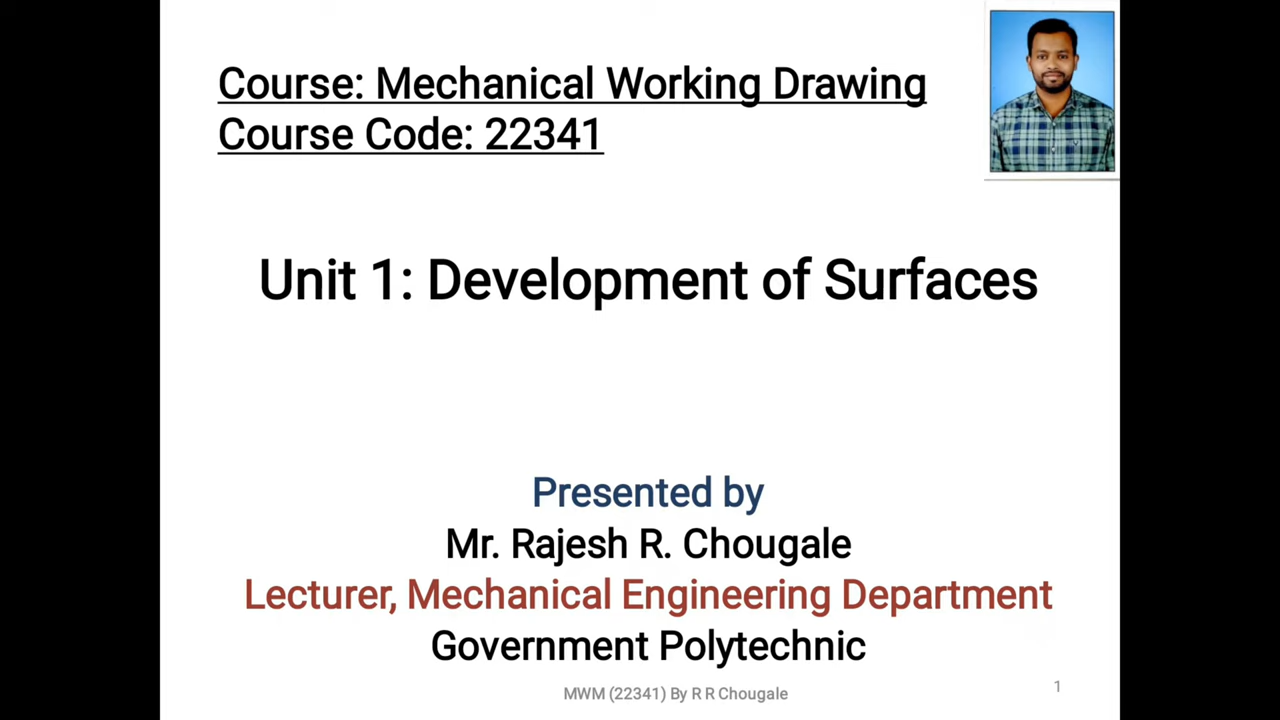 Course: Mechanical Working Drawing
Course Code: 22341
Unit 1: Development of Surfaces
Presented by
Mr. Rajesh R. Chougale
Lecturer, Mechanical Engineering Department
Government Polytechnic
MWM (22341) By R R Chougale
1